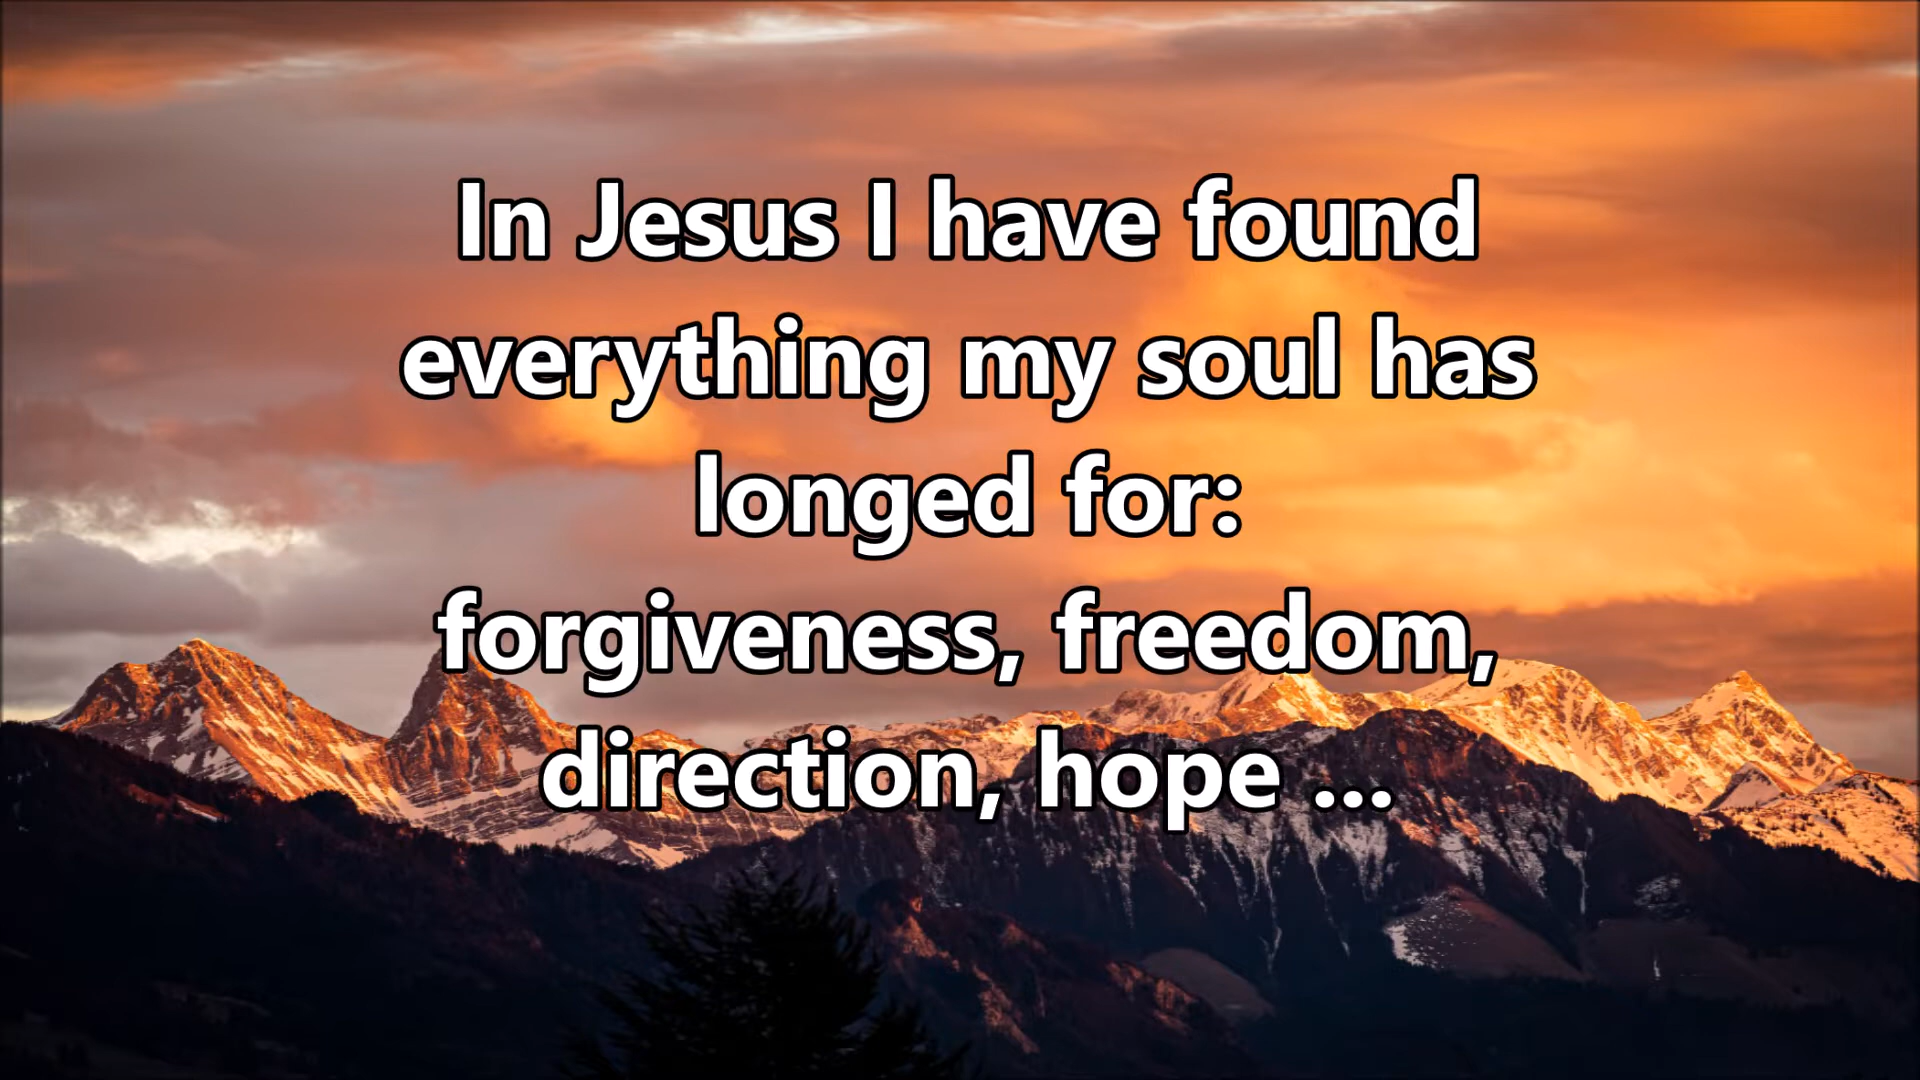 In Jesus I have found
everything my soul has
longed for:
forgiveness, freedom,
direction, hope ...